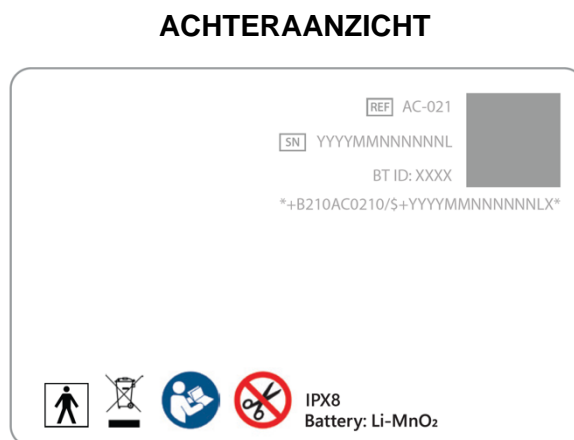 ACHTERAANZICHT
REF AC-021
SN YYYYMMNNNNNNL
BT ID: XXXX
*+B210AC0210/$+YYYYMMNNNNNNLX*
IPX8
Battery: Li-MnO₂